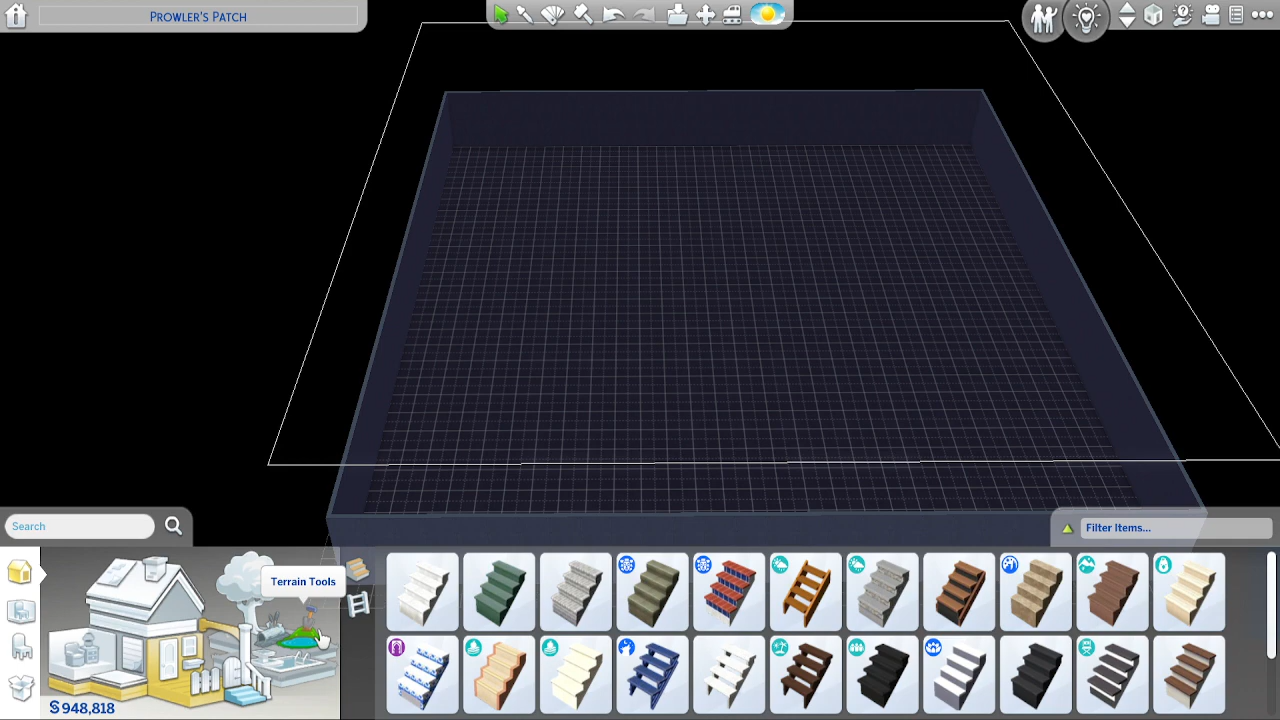 PROWLER'S PATCH
Search
Filter Items...
Terrain Tools
§948,818